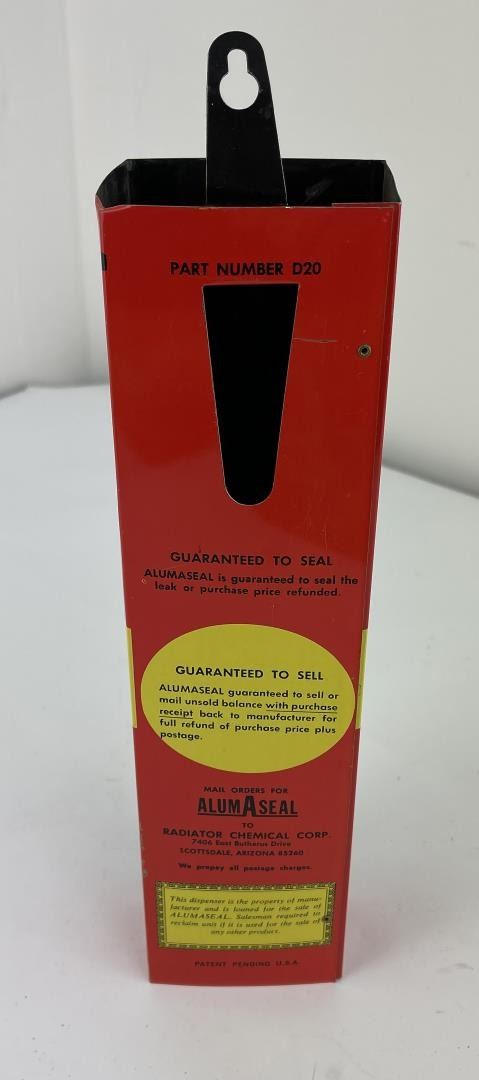 PART NUMBER D20
GUARANTEED TO SEAL
ALUMASEAL is guaranteed to seal the
leak or purchase price refunded.
GUARANTEED TO SELL
ALUMASEAL guaranteed to sell or
mail unsold balance with purchase
receipt back to manufacturer for
full refund of purchase price plus
postage.
MAIL ORDERS FOR
ALUMASEAL
TO
RADIATOR CHEMICAL CORP.
7406 East Butherus Drive
SCOTTSDALE, ARIZONA 85260
We prepay all postage charges.
This dispenser is the property of manu-
facturer and is loaned for the sale of
ALUMASEAL. Salesman required to
reclaim unit if it is used for the sale of
any other product.
PATENT PENDING U.S.A.